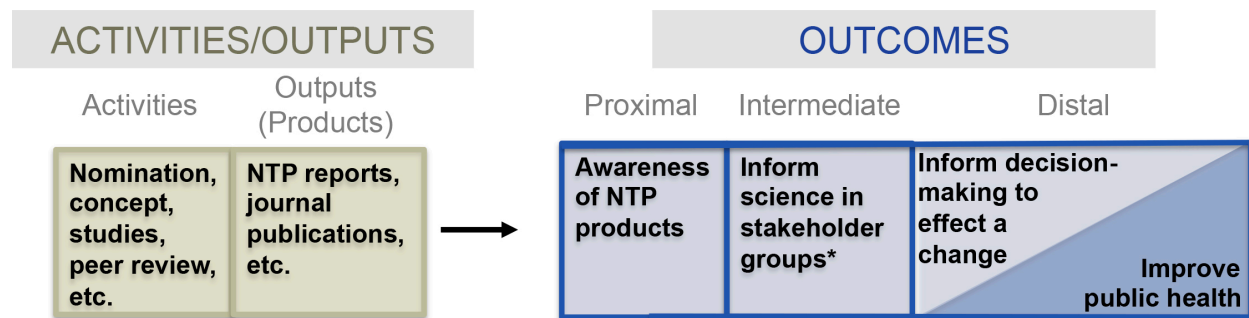 ACTIVITIES/OUTPUTS
OUTCOMES
Activities
Outputs
(Products)
Proximal
Intermediate
Distal
Nomination,
concept,
studies,
peer review,
etc.
NTP reports,
journal
publications,
etc.
Awareness
of NTP
products
Inform
science in
stakeholder
groups*
Inform decision-
making to
effect a
change
Improve
public health